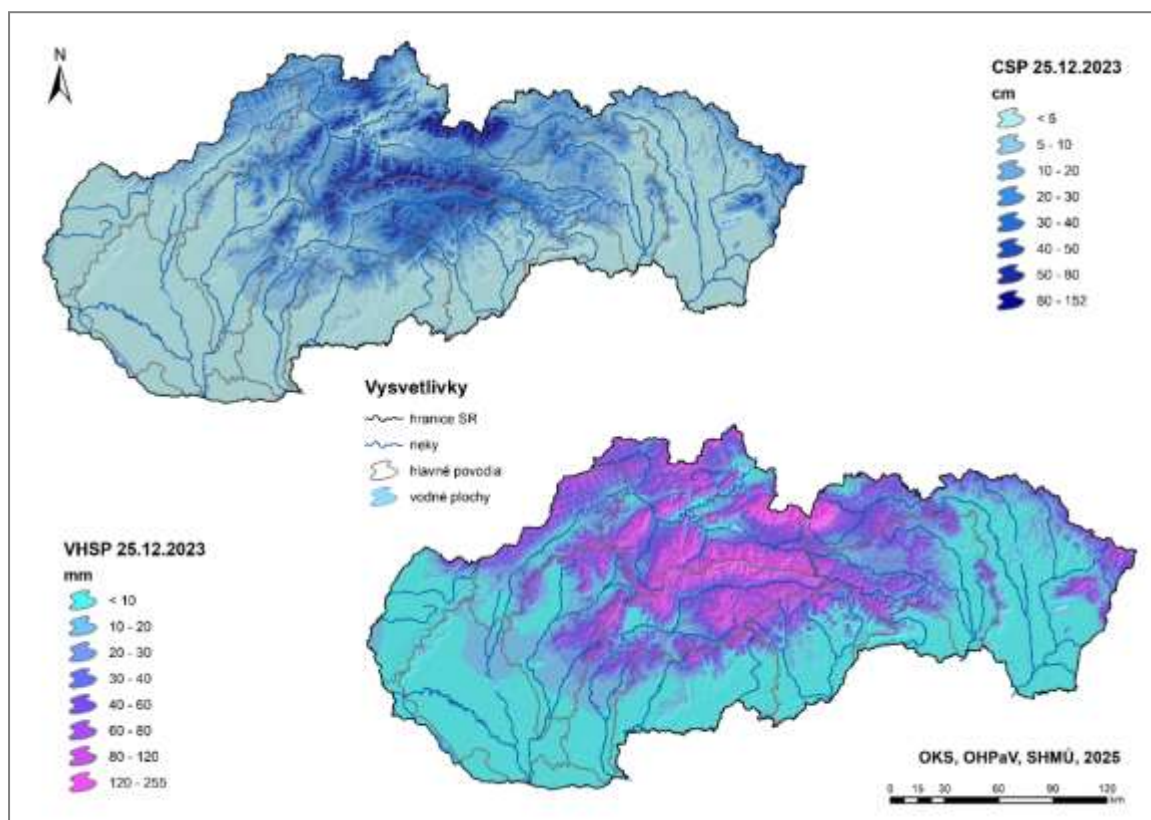 N
CSP 25.12.2023
cm
< 5
5 - 10
10 - 20
20 - 30
30 - 40
40 - 50
50 - 80
80 - 152
Vysvetlivky
hranice SR
rieky
hlavné povodia
vodné plochy
VHSP 25.12.2023
mm
< 10
10 - 20
20 - 30
30 - 40
40 - 60
60 - 80
80 - 120
120 - 255
OKS, OHPaV, SHMÚ, 2025
0 15 30 60 90 120
km